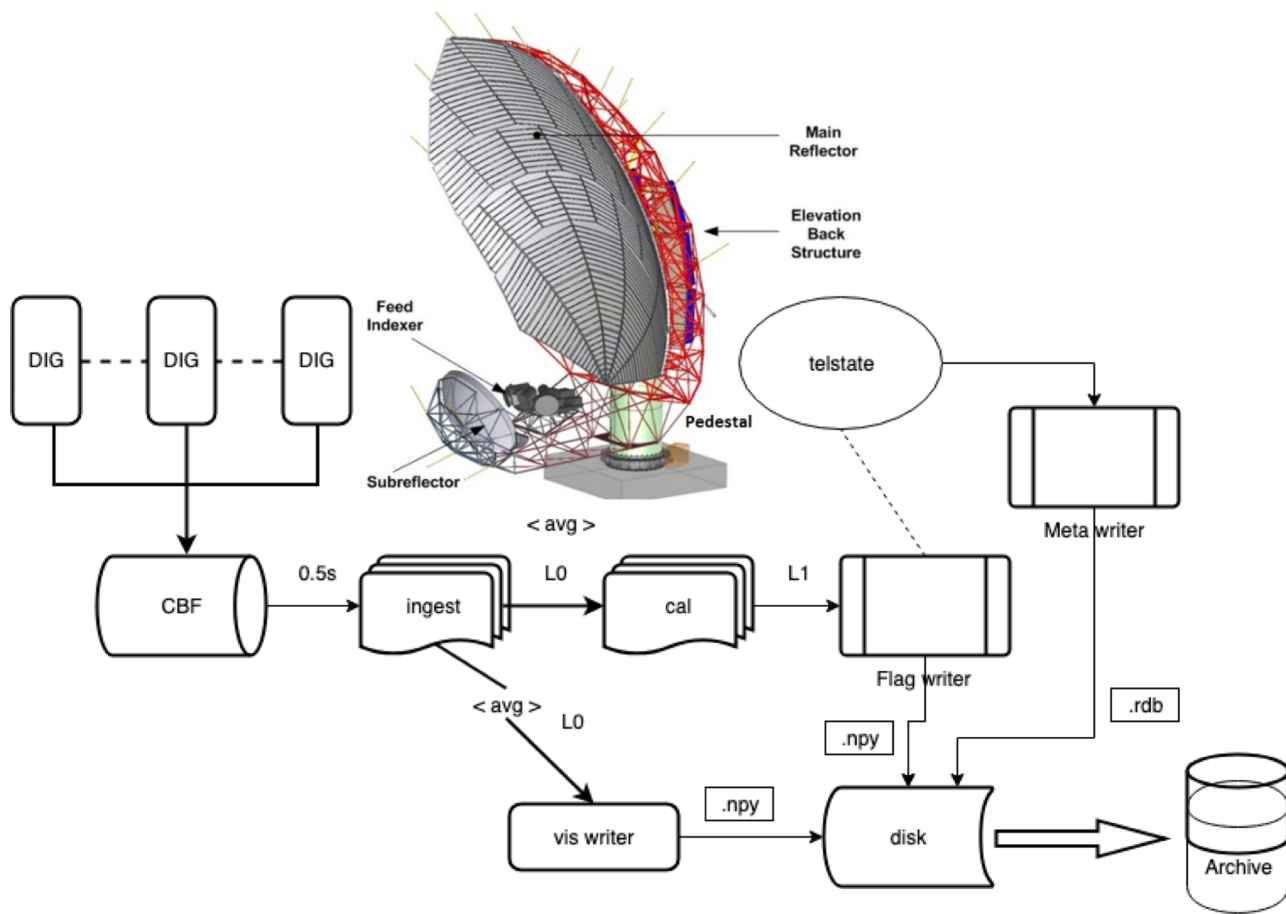 Main
Reflector
Elevation
Back
Structure
Feed
Indexer
Subreflector
Pedestal
DIG
DIG
DIG
telstate
Meta writer
< avg >
CBF
0.5s
ingest
L0
cal
L1
Flag writer
< avg >
L0
.npy
.rdb
vis writer
.npy
disk
Archive